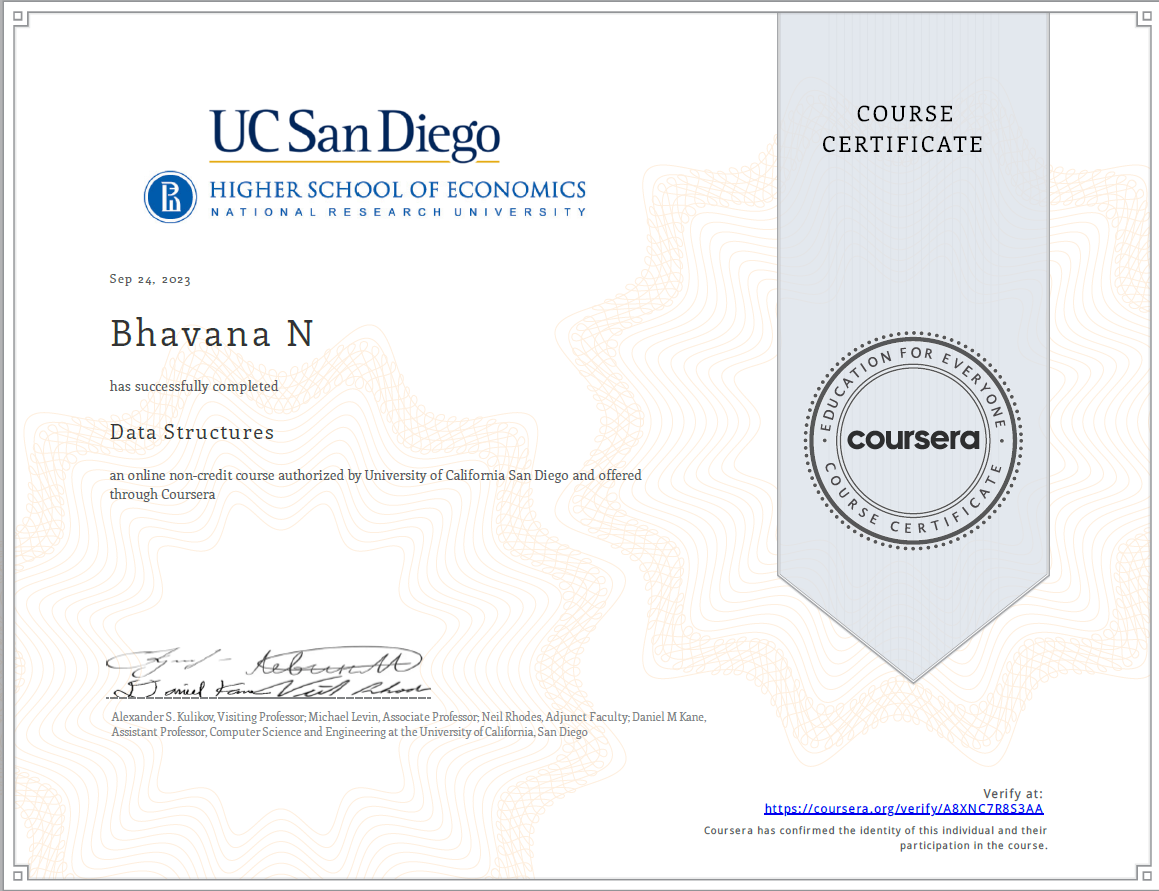 UC San Diego
HIGHER SCHOOL OF ECONOMICS
NATIONAL RESEARCH UNIVERSITY
COURSE
CERTIFICATE
Sep 24, 2023
Bhavana N
has successfully completed
Data Structures
an online non-credit course authorized by University of California San Diego and offered
through Coursera
EDUCATION FOR EVERYONE
coursera
COURSE CERTIFICATE
Daniel Kane Neil Rhodes
Alexander S. Kulikov, Visiting Professor; Michael Levin, Associate Professor; Neil Rhodes, Adjunct Faculty; Daniel M Kane,
Assistant Professor, Computer Science and Engineering at the University of California, San Diego
Verify at:
https://coursera.org/verify/A8XNC7R8S3AA
Coursera has confirmed the identity of this individual and their
participation in the course.